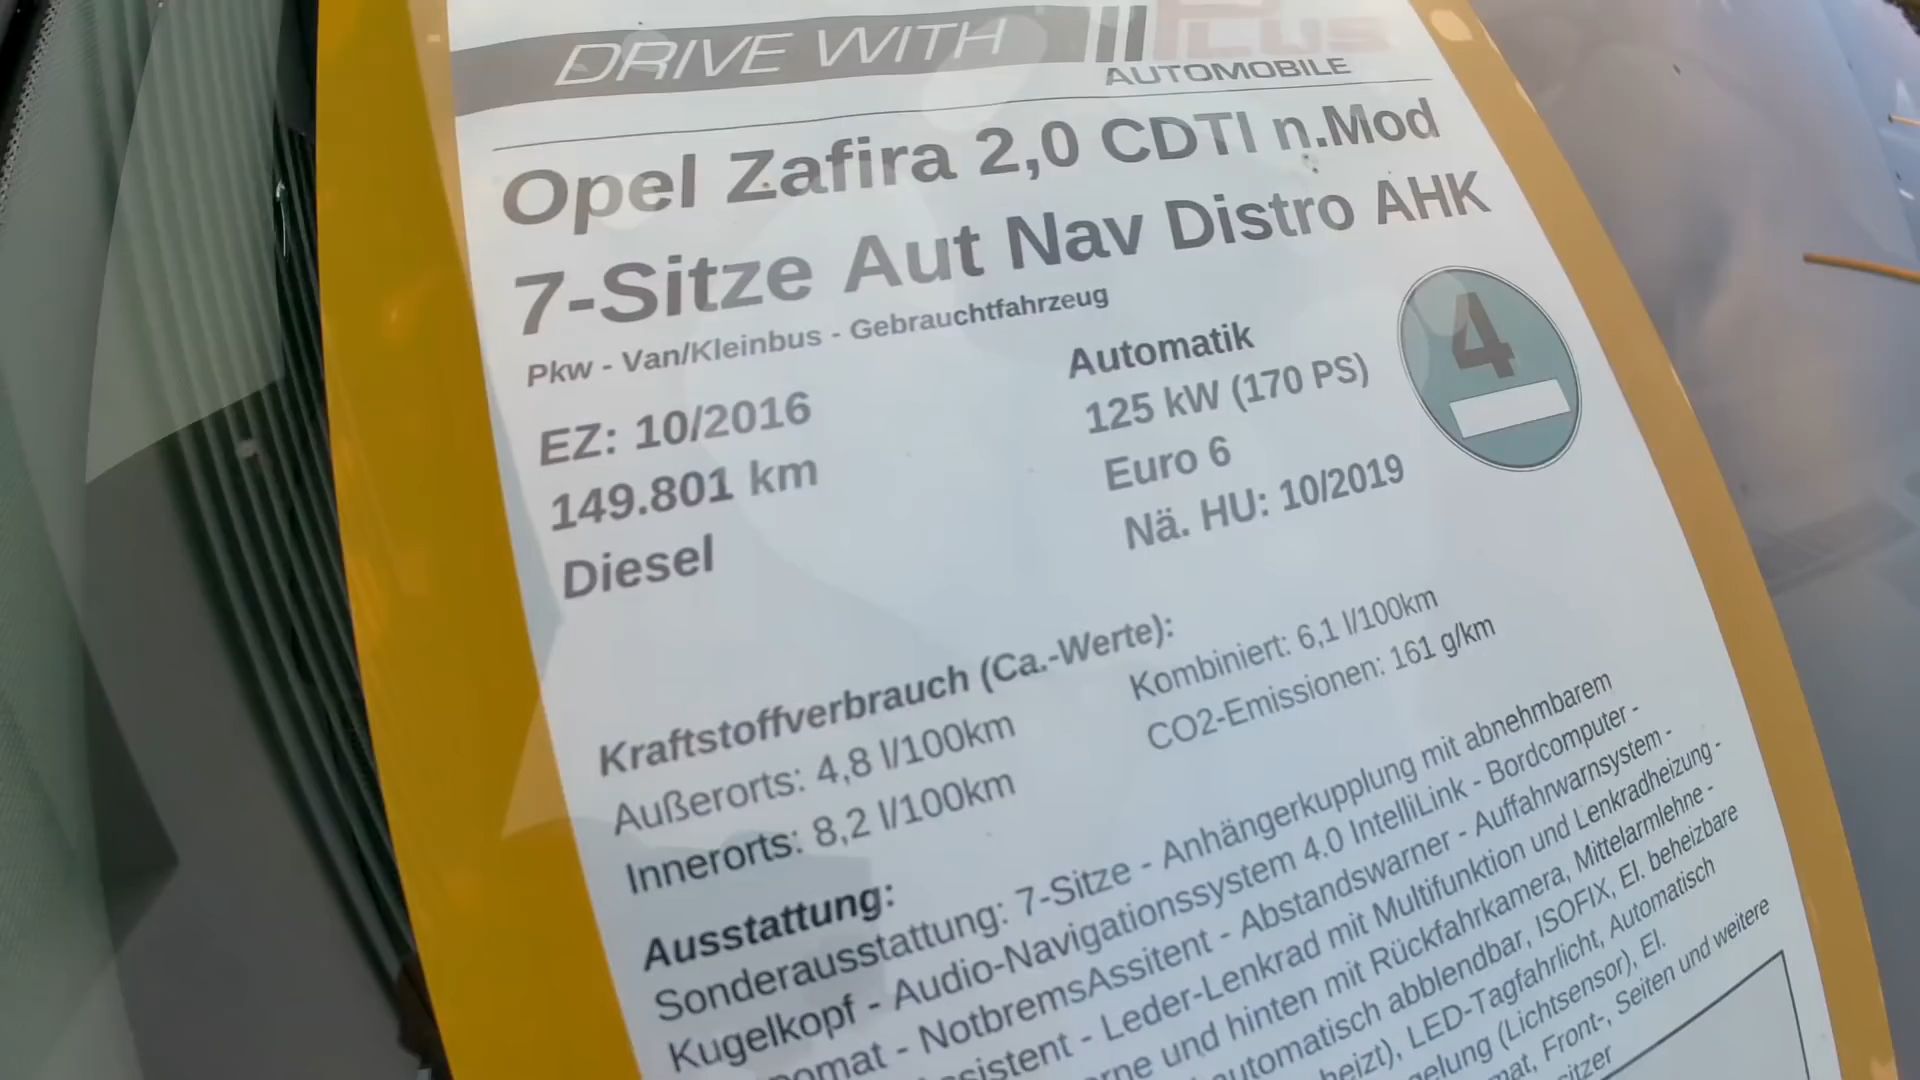 DRIVE WITH
PLUS
AUTOMOBILE
Opel Zafira 2,0 CDTI n.Mod
7-Sitze Aut Nav Distro AHK
Pkw - Van/Kleinbus - Gebrauchtfahrzeug
EZ: 10/2016
149.801 km
Diesel
Automatik
125 kW (170 PS)
Euro 6
Nä. HU: 10/2019
4
Kraftstoffverbrauch (Ca.-Werte):
Außerorts: 4,8 l/100km
Innerorts: 8,2 l/100km
Kombiniert: 6,1 l/100km
CO2-Emissionen: 161 g/km
Ausstattung:
Sonderausstattung: 7-Sitze - Anhängerkupplung mit abnehmbarem
Kugelkopf - Audio-Navigationssystem 4.0 IntelliLink - Bordcomputer -
- NotbremsAssitent - Abstandswarner - Auffahrwarnsystem -
- Leder-Lenkrad mit Multifunktion und Lenkradheizung -
und hinten mit Rückfahrkamera, Mittelarmlehne -
automatisch abblendbar, ISOFIX, El. beheizbare
LED-Tagfahrlicht, Automatisch
(Lichtsensor), El.
Front-, Seiten und weitere